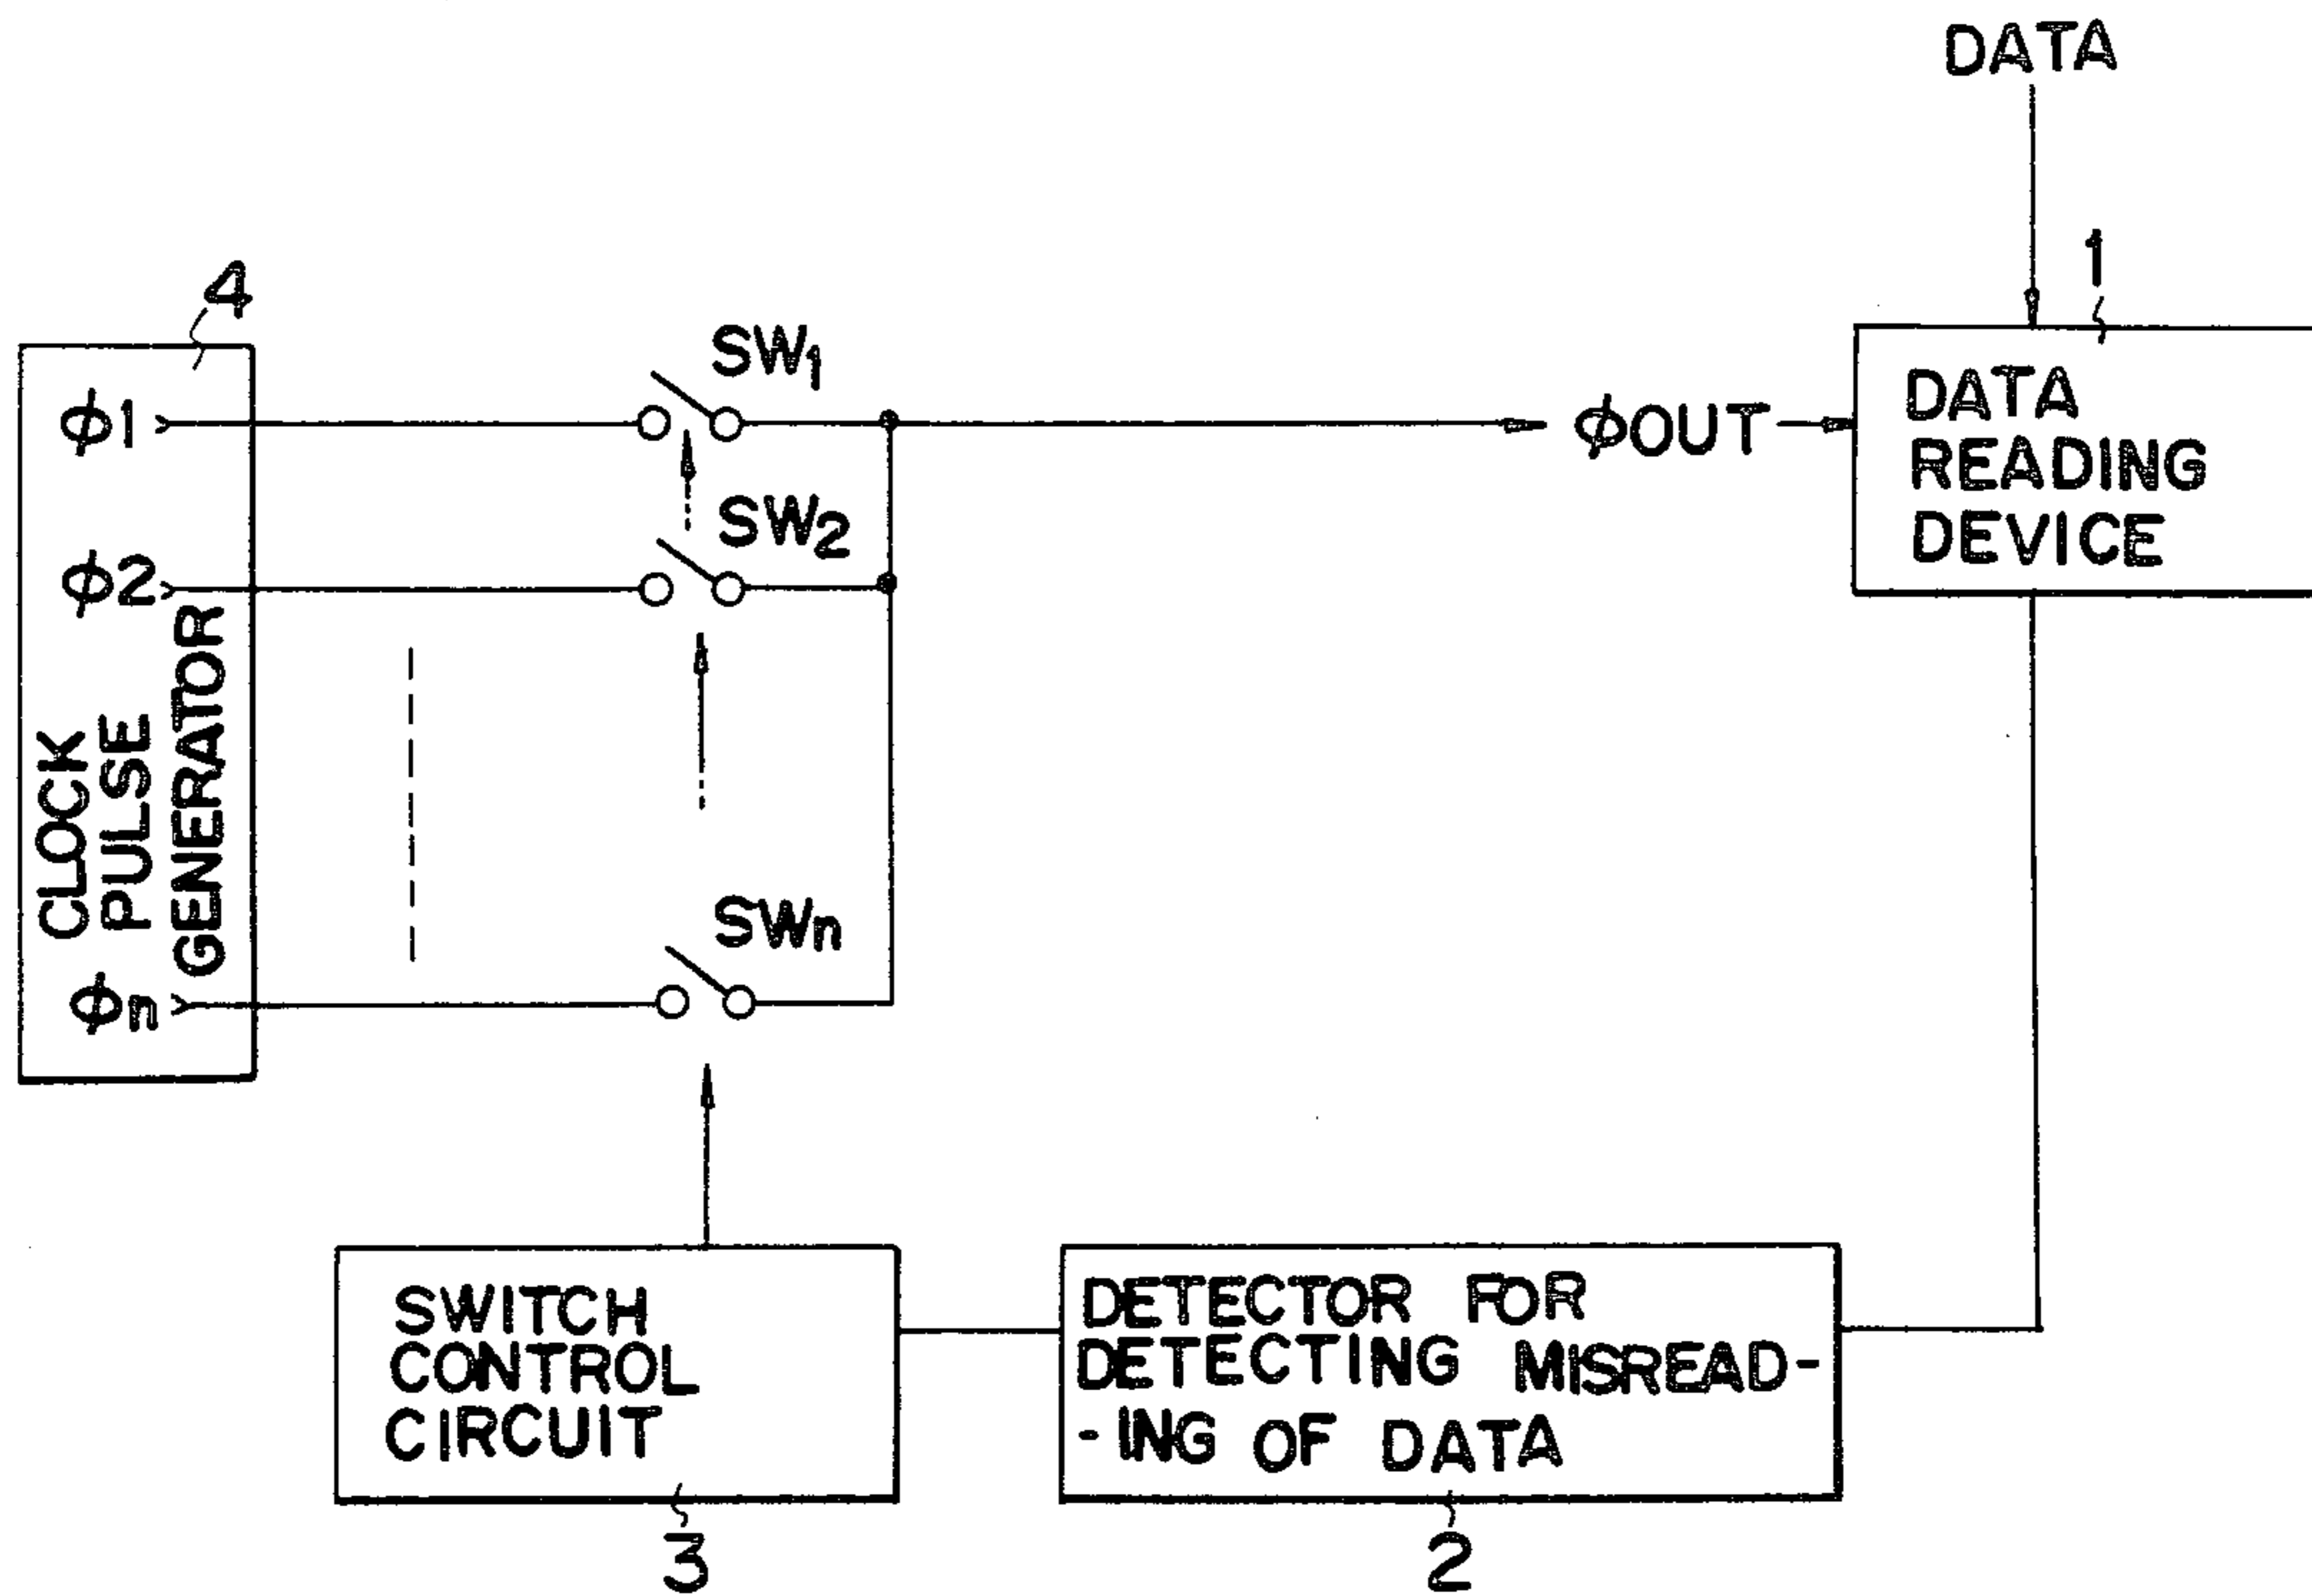 DATA
1
4
SW1
ϕ1
ϕOUT
DATA
READING
DEVICE
SW2
ϕ2
CLOCK
PULSE
GENERATOR
SWn
ϕn
SWITCH
CONTROL
CIRCUIT
DETECTOR FOR
DETECTING MISREAD-
-ING OF DATA
3
2